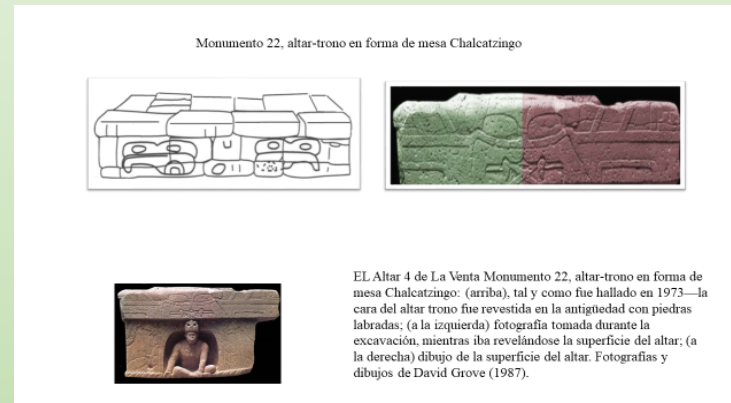 Monumento 22, altar-trono en forma de mesa Chalcatzingo
EL Altar 4 de La Venta Monumento 22, altar-trono en forma de
mesa Chalcatzingo: (arriba), tal y como fue hallado en 1973—la
cara del altar trono fue revestida en la antigüedad con piedras
labradas; (a la izquierda) fotografía tomada durante la
excavación, mientras iba revelándose la superficie del altar; (a
la derecha) dibujo de la superficie del altar. Fotografías y
dibujos de David Grove (1987).